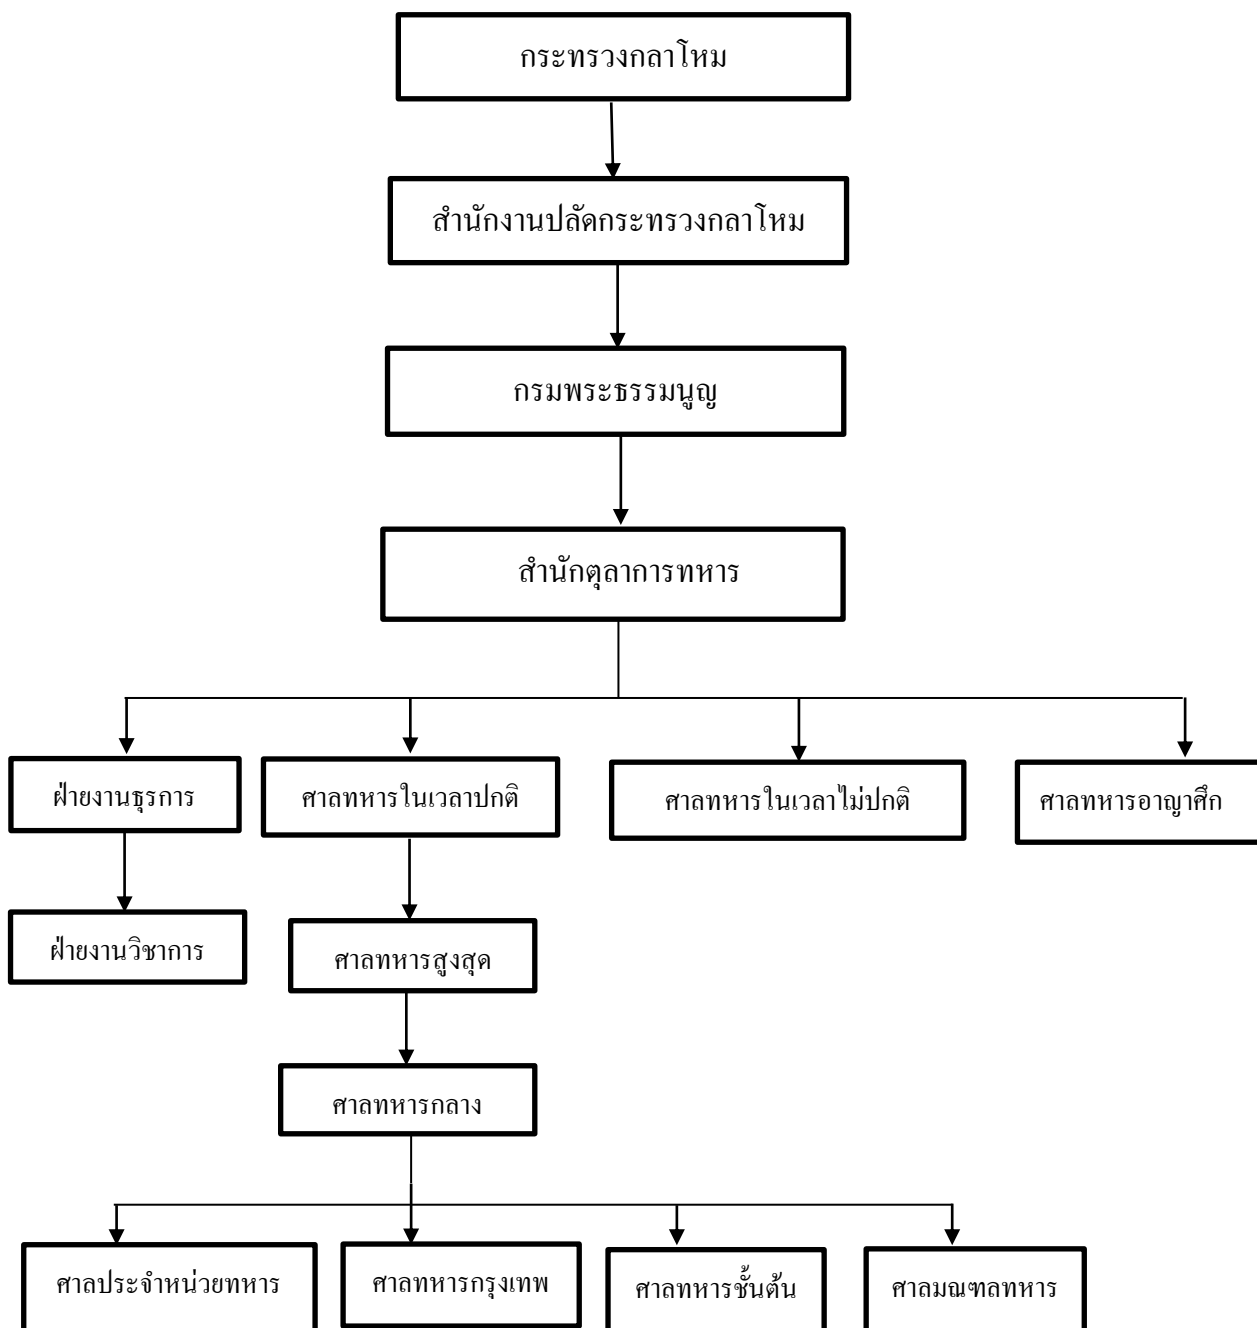 กระทรวงกลาโหม
สำนักงานปลัดกระทรวงกลาโหม
กรมพระธรรมนูญ
สำนักตุลาการทหาร
ฝ่ายงานธุรการ
ศาลทหารในเวลาปกติ
ศาลทหารในเวลาไม่ปกติ
ศาลทหารอาญาศึก
ฝ่ายงานวิชาการ
ศาลทหารสูงสุด
ศาลทหารกลาง
ศาลประจำหน่วยทหาร
ศาลทหารกรุงเทพ
ศาลทหารชั้นต้น
ศาลมณฑลทหาร